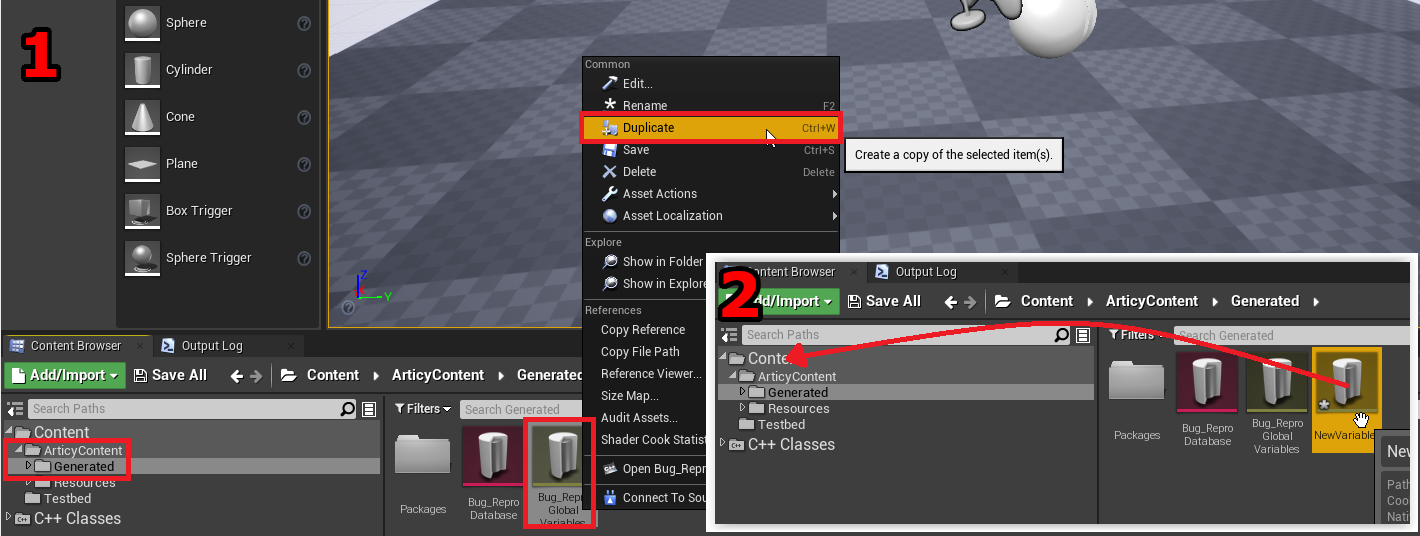 1
Sphere
Cylinder
Cone
Plane
Box Trigger
Sphere Trigger
Z
Y
Common
Edit...
Rename F2
Duplicate Ctrl+W
Save Ctrl+S
Delete Delete
Asset Actions
Asset Localization
Explore
Show in Folder
Show in Explore
References
Copy Reference
Copy File Path
Reference Viewer...
Size Map...
Audit Assets...
Shader Cook Statist
Open Bug_Repr
Connect To Sou
Create a copy of the selected item(s).
Content Browser
Output Log
Add/Import
Save All
Content
ArticyContent
Generated
Search Paths
Content
ArticyContent
Generated
Resources
Testbed
C++ Classes
Filters
Search Generated
Packages
Bug_Repro
Database
Bug_Repr
Global
Variables
2
Content Browser
Output Log
Add/Import
Save All
Content
ArticyContent
Generated
Search Paths
Conte
ArticyContent
Generated
Resources
Testbed
C++ Classes
Filters
Search Generated
Packages
Bug_Repro
Database
Bug_Repro
Global
Variables
NewVariable
New
Path
Coo
Nati